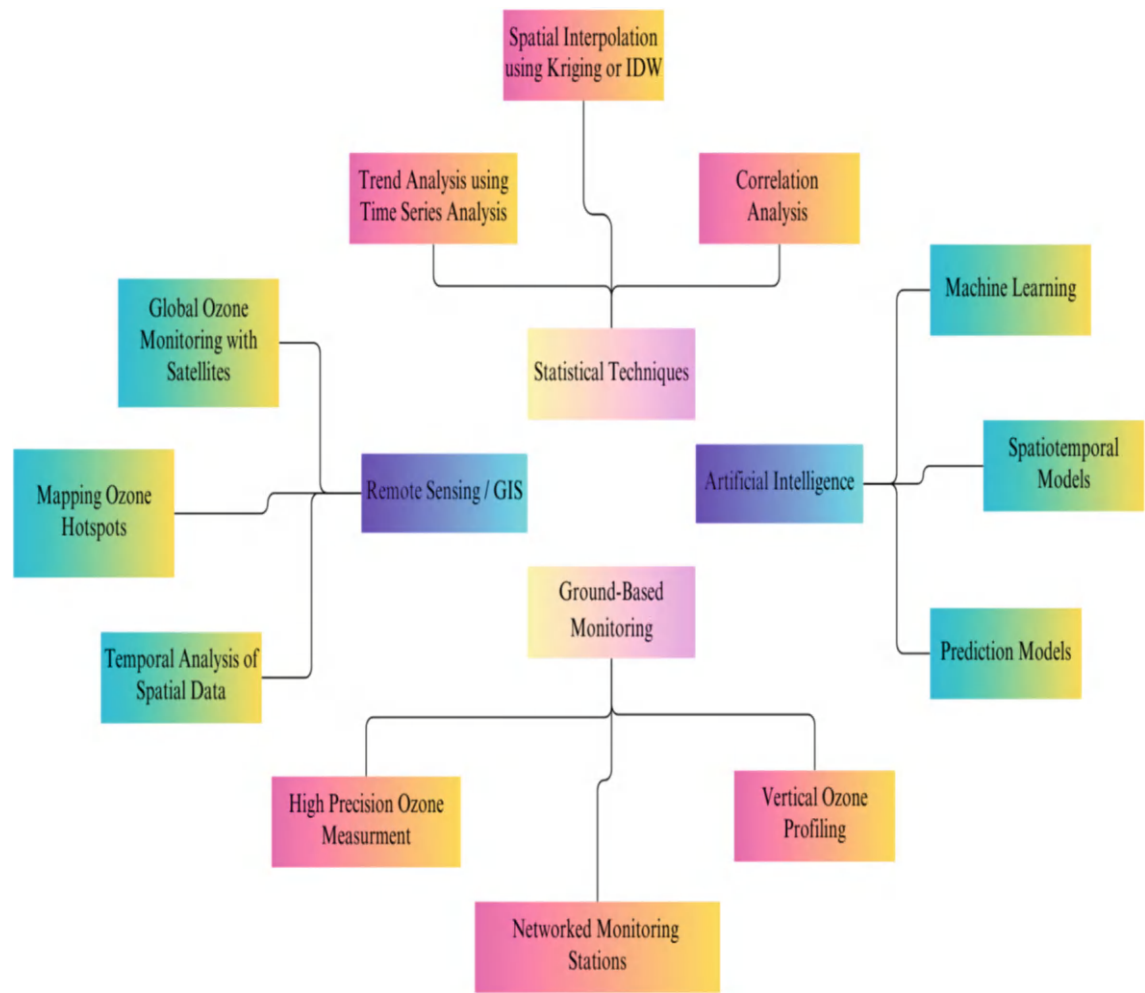 Spatial Interpolation
using Kriging or IDW
Trend Analysis using
Time Series Analysis
Correlation
Analysis
Global Ozone
Monitoring with
Satellites
Machine Learning
Statistical Techniques
Mapping Ozone
Hotspots
Remote Sensing / GIS
Artificial Intelligence
Spatiotemporal
Models
Ground-Based
Monitoring
Temporal Analysis of
Spatial Data
Prediction Models
High Precision Ozone
Measurment
Vertical Ozone
Profiling
Networked Monitoring
Stations